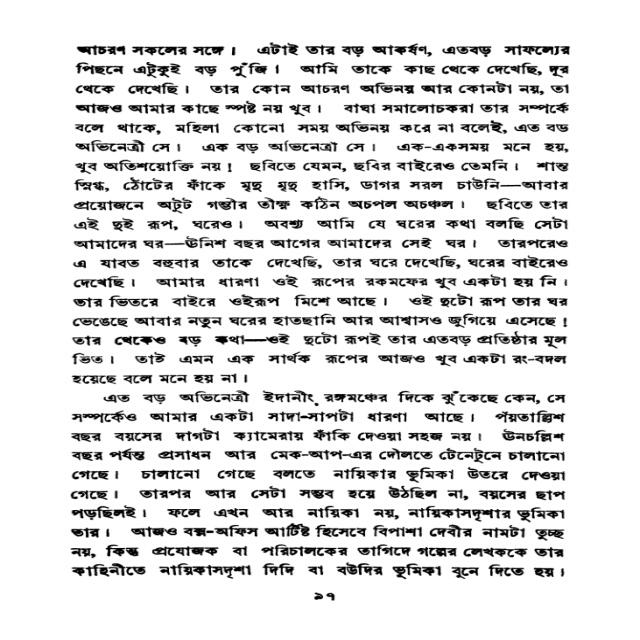 আচরণ সকলের সঙ্গে। এটাই তার বড় আকর্ষণ, এতবড় সাফল্যের
পিছনে এটুকুই বড় পুঁজি। আমি তাকে কাছ থেকে দেখেছি, দূর
থেকে দেখেছি। তার কোন আচরণ অভিনয় আর কোনটা নয়, তা
আজও আমার কাছে স্পষ্ট নয় খুব। বাঘা সমালোচকরা তার সম্পর্কে
বলে থাকে, মহিলা কোনো সময় অভিনয় করে না বলেই, এত বড়
অভিনেত্রী সে। এক বড় অভিনেত্রী সে। এক-একসময় মনে হয়,
খুব অতিশয়োক্তি নয়! ছবিতে যেমন, ছবির বাইরেও তেমনি। শান্ত
স্নিগ্ধ, ঠোঁটের ফাঁকে মৃদু মৃদু হাসি, ডাগর সরল চাউনি—আবার
প্রয়োজনে অটুট গম্ভীর তীক্ষ্ণ কঠিন অচপল অচঞ্চল। ছবিতে তার
এই দুই রূপ, ঘরেও। অবশ্য আমি যে ঘরের কথা বলছি সেটা
আমাদের ঘর—ঊনিশ বছর আগের আমাদের সেই ঘর। তারপরেও
এ যাবত বহুবার তাকে দেখেছি, তার ঘরে দেখেছি, ঘরের বাইরেও
দেখেছি। আমার ধারণা ওই রূপের রকমফের খুব একটা হয় নি।
তার ভিতরে বাইরে ওইরূপ মিশে আছে। ওই দুটো রূপ তার ঘর
ভেঙেছে আবার নতুন ঘরের হাতছানি আর আশ্বাসও জুগিয়ে এসেছে!
তার থেকেও বড় কথা—ওই দুটো রূপই তার এতবড় প্রতিষ্ঠার মূল
ভিত। তাই এমন এক সার্থক রূপের আজও খুব একটা রং-বদল
হয়েছে বলে মনে হয় না।
এত বড় অভিনেত্রী ইদানীং রঙ্গমঞ্চের দিকে ঝুঁকেছে কেন, সে
সম্পর্কেও আমার একটা সাদা-সাপটা ধারণা আছে। পঁয়তাল্লিশ
বছর বয়সের দাগটা ক্যামেরায় ফাঁকি দেওয়া সহজ নয়। ঊনচল্লিশ
বছর পর্যন্ত প্রসাধন আর মেক-আপ-এর দৌলতে টেনেটুনে চালানো
গেছে। চালানো গেছে বলতে নায়িকার ভূমিকা উতরে দেওয়া
গেছে। তারপর আর সেটা সম্ভব হয়ে উঠছিল না, বয়সের ছাপ
পড়ছিলই। ফলে এখন আর নায়িকা নয়, নায়িকাসদৃশার ভূমিকা
তার। আজও বক্স-অফিস আর্টিষ্ট হিসেবে বিপাশা দেবীর নামটা তুচ্ছ
নয়, কিন্তু প্রযোজক বা পরিচালকের তাগিদে গল্পের লেখককে তার
কাহিনীতে নায়িকাসদৃশা দিদি বা বউদির ভূমিকা বুনে দিতে হয়।
৯৭